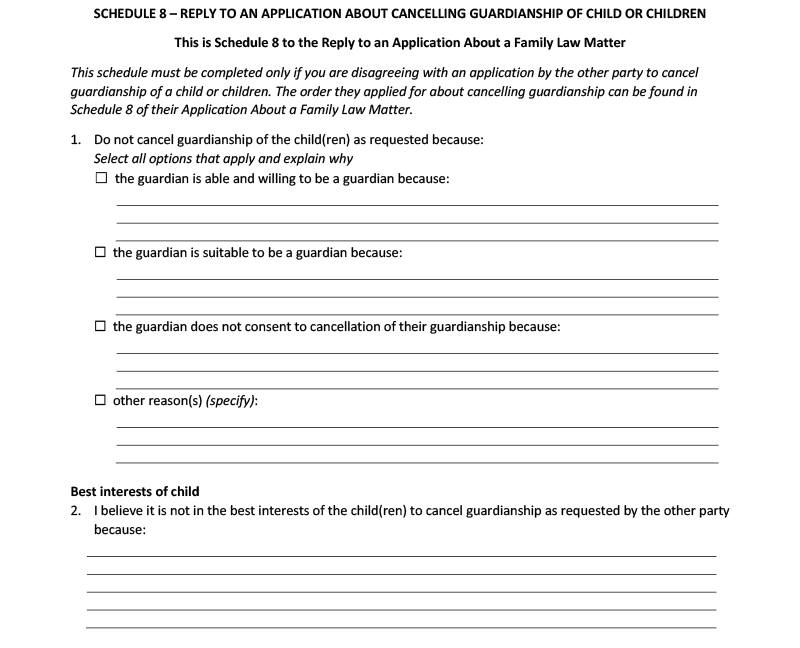 SCHEDULE 8 – REPLY TO AN APPLICATION ABOUT CANCELLING GUARDIANSHIP OF CHILD OR CHILDREN
This is Schedule 8 to the Reply to an Application About a Family Law Matter
This schedule must be completed only if you are disagreeing with an application by the other party to cancel
guardianship of a child or children. The order they applied for about cancelling guardianship can be found in
Schedule 8 of their Application About a Family Law Matter.
1. Do not cancel guardianship of the child(ren) as requested because:
Select all options that apply and explain why
☐ the guardian is able and willing to be a guardian because:
☐ the guardian is suitable to be a guardian because:
☐ the guardian does not consent to cancellation of their guardianship because:
☐ other reason(s) (specify):
Best interests of child
2. I believe it is not in the best interests of the child(ren) to cancel guardianship as requested by the other party
because: